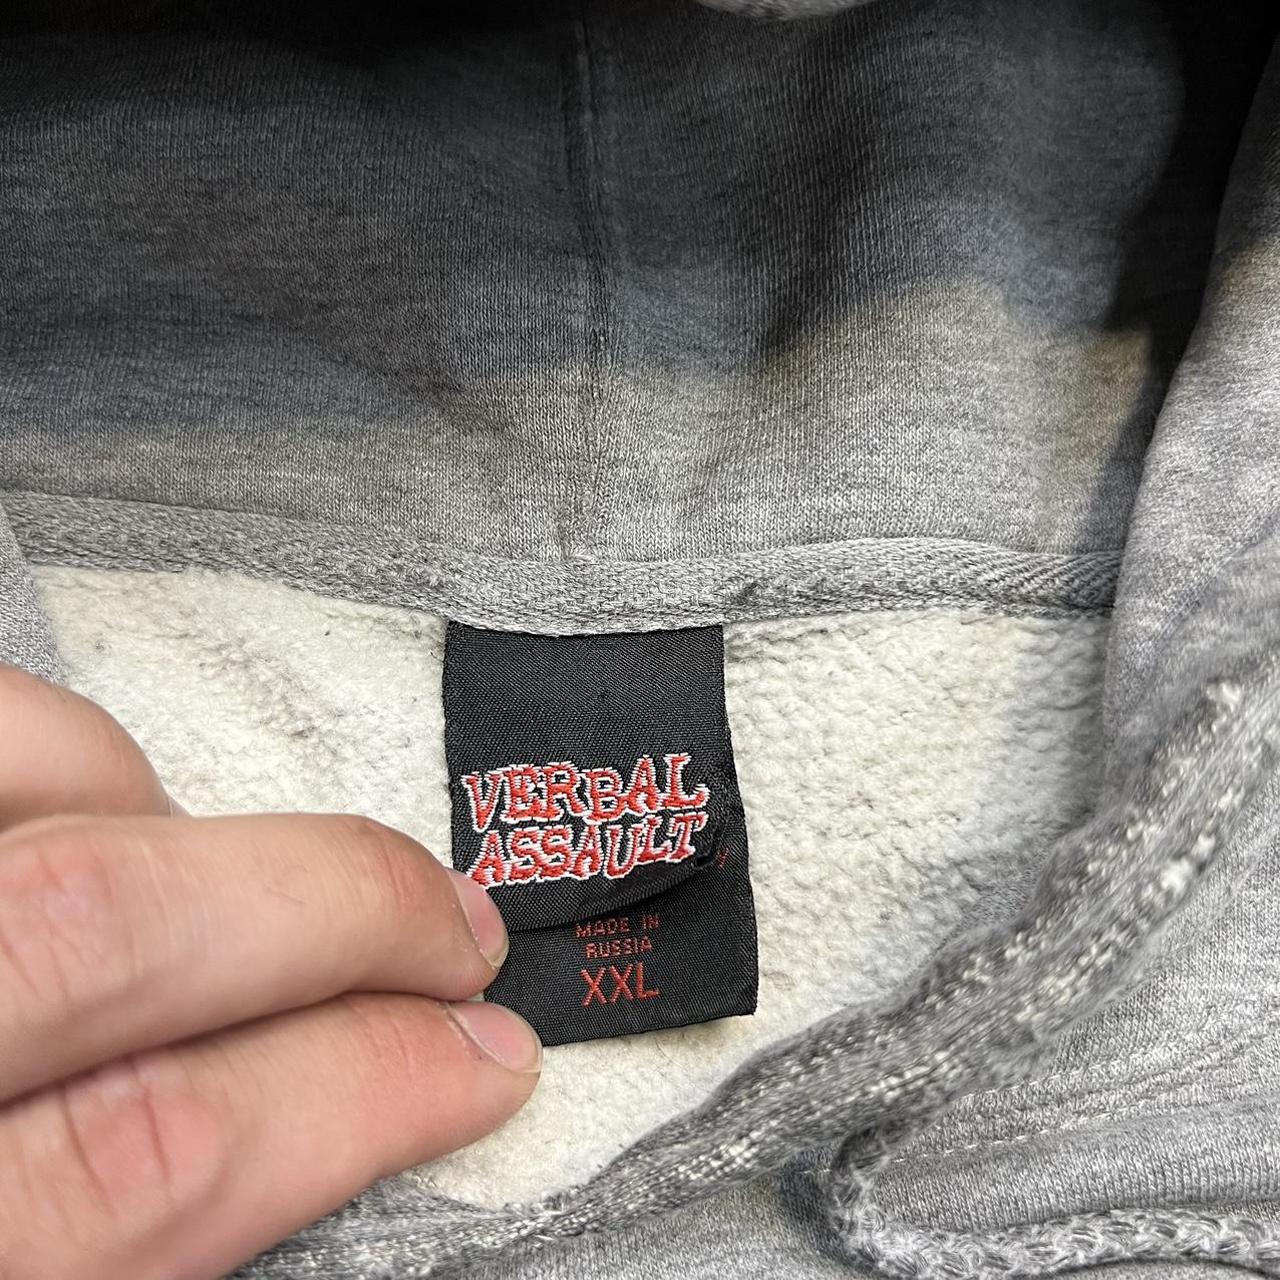 VERBAL
ASSAULT
MADE IN
RUSSIA
XXL